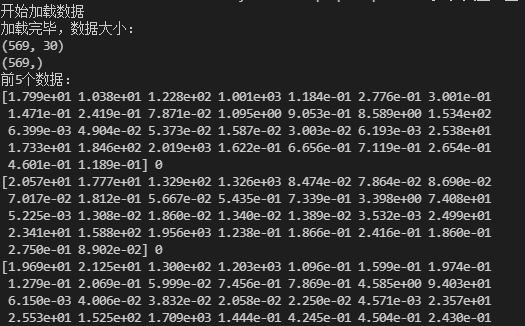 开始加载数据
加载完毕，数据大小：
(569, 30)
(569,)
前5个数据：
[1.799e+01 1.038e+01 1.228e+02 1.001e+03 1.184e-01 2.776e-01 3.001e-01
1.471e-01 2.419e-01 7.871e-02 1.095e+00 9.053e-01 8.589e+00 1.534e+02
6.399e-03 4.904e-02 5.373e-02 1.587e-02 3.003e-02 6.193e-03 2.538e+01
1.733e+01 1.846e+02 2.019e+03 1.622e-01 6.656e-01 7.119e-01 2.654e-01
4.601e-01 1.189e-01] 0
[2.057e+01 1.777e+01 1.329e+02 1.326e+03 8.474e-02 7.864e-02 8.690e-02
7.017e-02 1.812e-01 5.667e-02 5.435e-01 7.339e-01 3.398e+00 7.408e+01
5.225e-03 1.308e-02 1.860e-02 1.340e-02 1.389e-02 3.532e-03 2.499e+01
2.341e+01 1.588e+02 1.956e+03 1.238e-01 1.866e-01 2.416e-01 1.860e-01
2.750e-01 8.902e-02] 0
[1.969e+01 2.125e+01 1.300e+02 1.203e+03 1.096e-01 1.599e-01 1.974e-01
1.279e-01 2.069e-01 5.999e-02 7.456e-01 7.869e-01 4.585e+00 9.403e+01
6.150e-03 4.006e-02 3.832e-02 2.058e-02 2.250e-02 4.571e-03 2.357e+01
2.553e+01 1.525e+02 1.709e+03 1.444e-01 4.245e-01 4.504e-01 2.430e-01